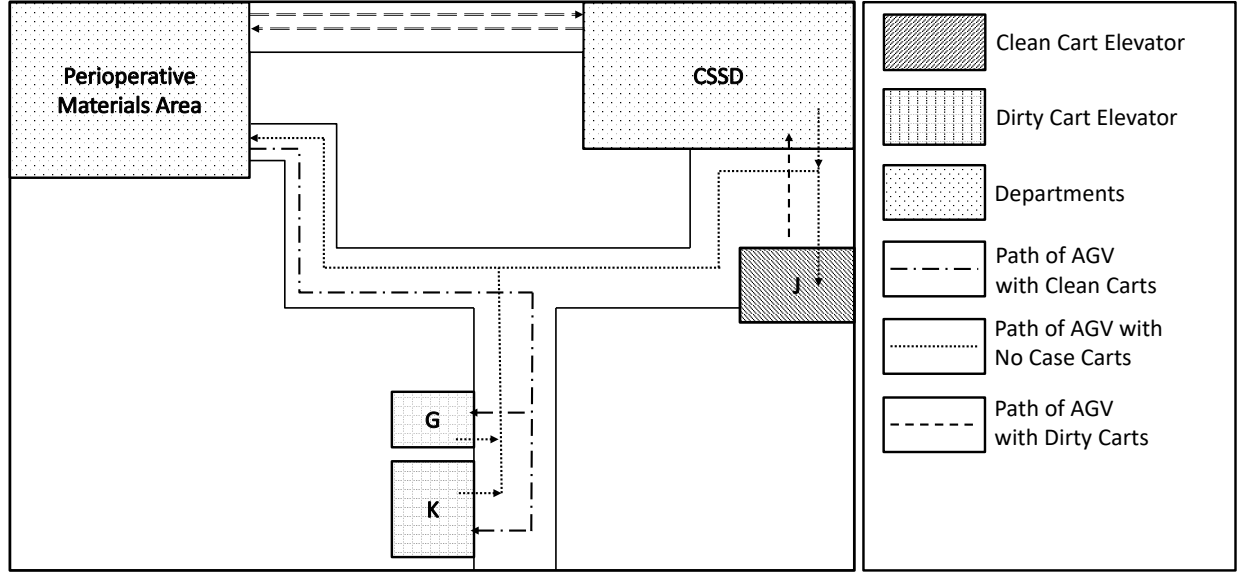 Perioperative
Materials Area
CSSD
J
G
K
Clean Cart Elevator
Dirty Cart Elevator
Departments
Path of AGV
with Clean Carts
Path of AGV with
No Case Carts
Path of AGV
with Dirty Carts